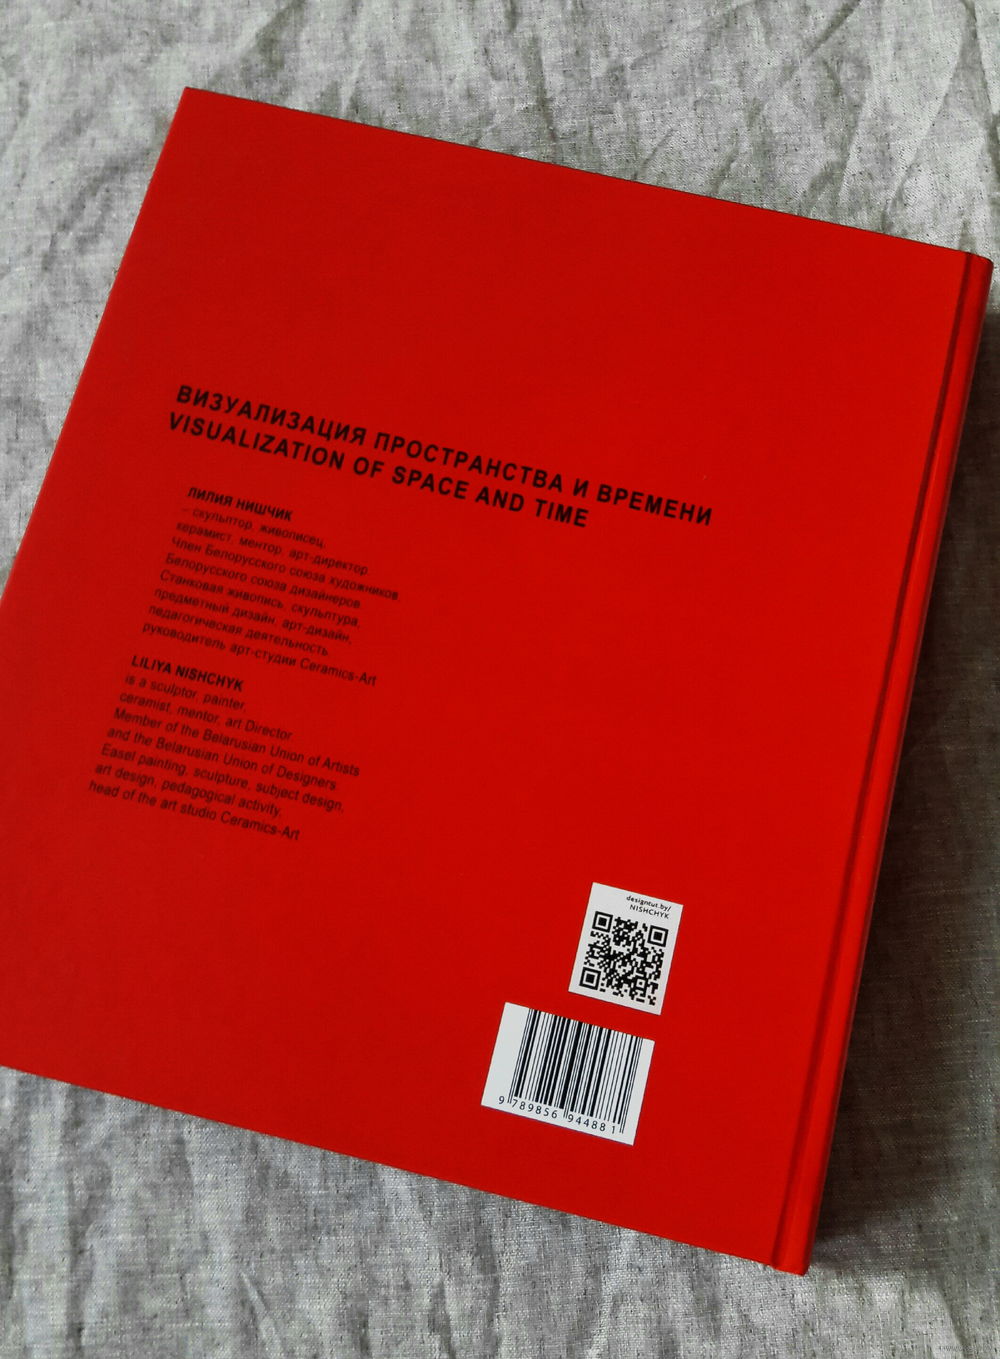 ВИЗУАЛИЗАЦИЯ ПРОСТРАНСТВА И ВРЕМЕНИ
VISUALIZATION OF SPACE AND TIME
ЛИЛИЯ НИШЧИК
– скульптор, живописец,
керамист, ментор, арт-директор.
Член Белорусского союза художников,
Белорусского союза дизайнеров.
Станковая живопись, скульптура,
предметный дизайн, арт-дизайн,
педагогическая деятельность.
руководитель арт-студии Ceramics-Art
LILIYA NISHCHYK
is a sculptor, painter,
ceramist, mentor, art Director
Member of the Belarusian Union of Artists
and the Belarusian Union of Designers.
Easel painting, sculpture, subject design,
art design, pedagogical activity,
head of the art studio Ceramics-Art
designtut.by/
NISHCHYK
9 789856 944881